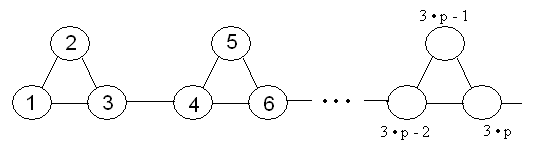 3•p - 1
2 5
1 3 4 6 • • •
3•p - 2 3•p